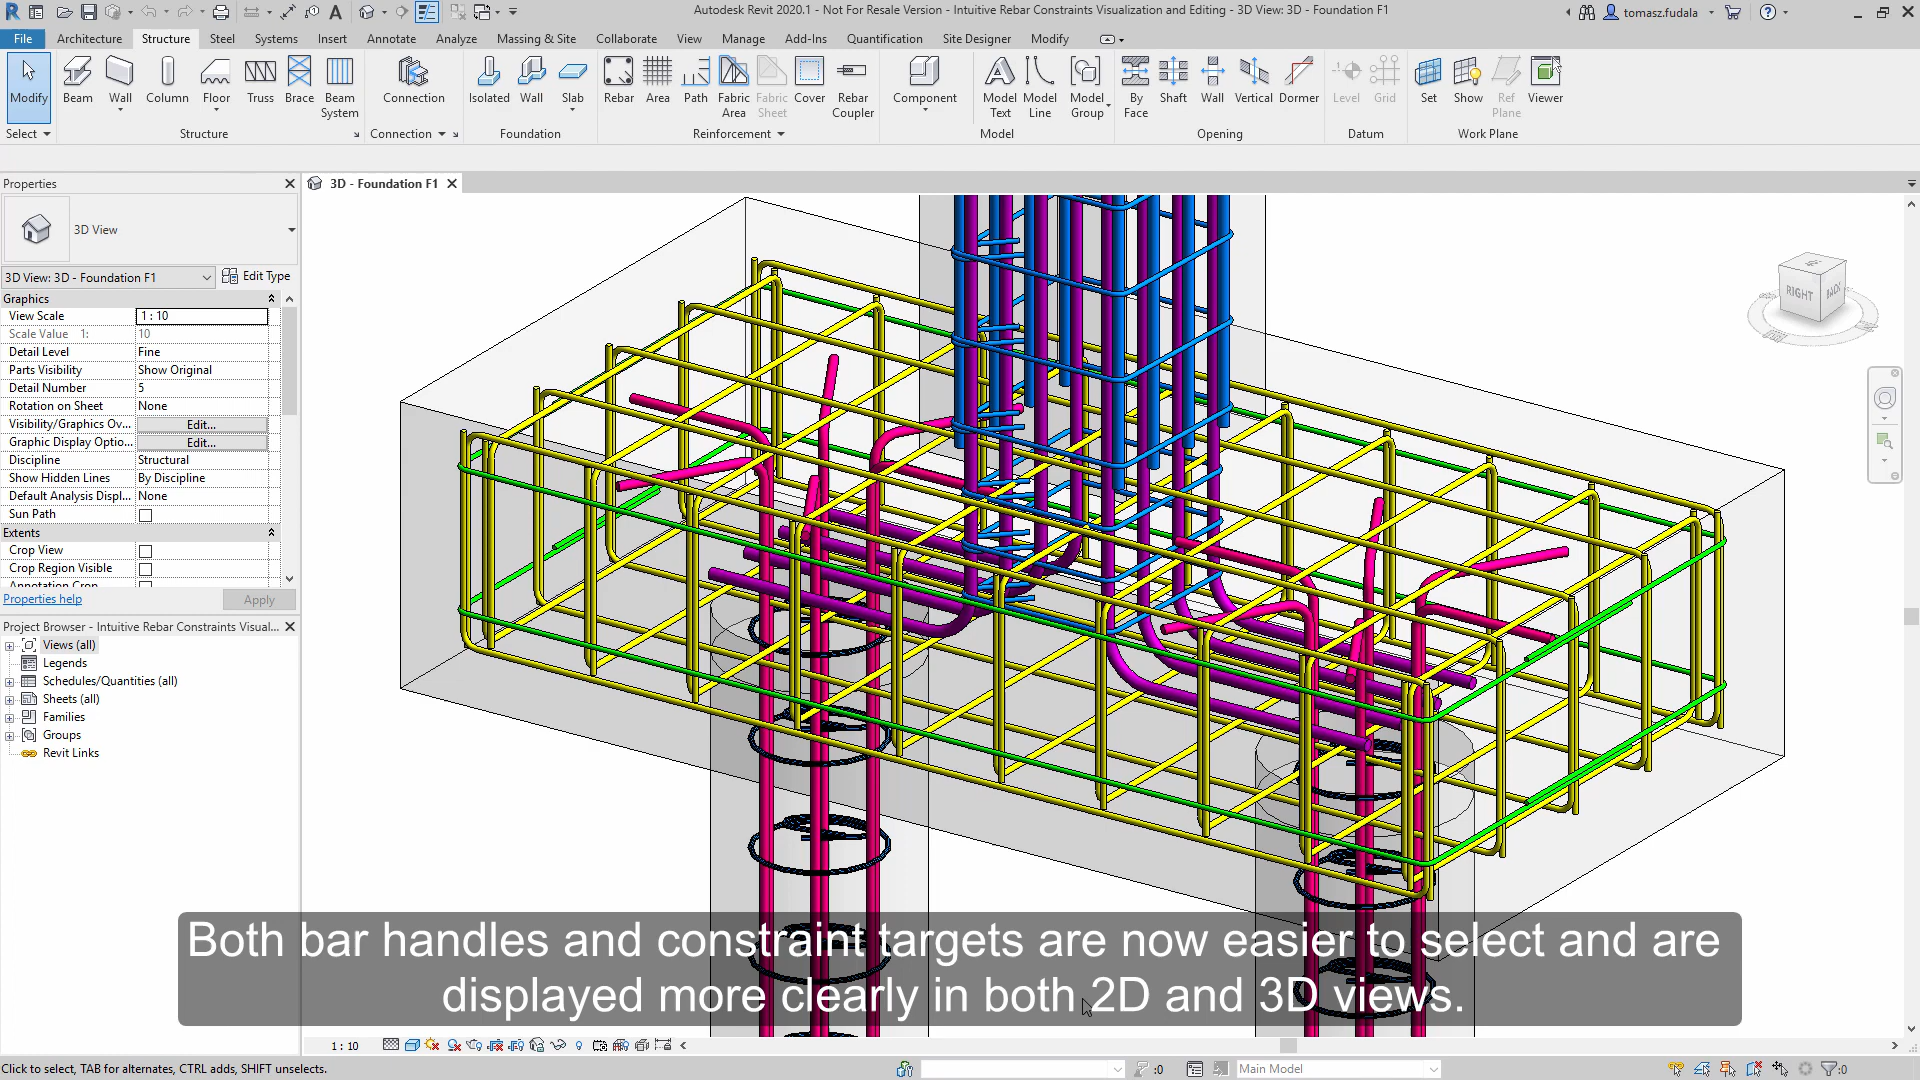 Autodesk Revit 2020.1 - Not For Resale Version - Intuitive Rebar Constraints Visualization and Editing - 3D View: 3D - Foundation F1
tomasz.fudala
File Architecture Structure Steel Systems Insert Annotate Analyze Massing & Site Collaborate View Manage Add-Ins Quantification Site Designer Modify
Modify Beam Wall Column Floor Truss Brace Beam System Connection Isolated Wall Slab Rebar Area Path Fabric Area Fabric Sheet Cover Rebar Coupler Component Model Text Model Line Model Group By Face Shaft Wall Vertical Dormer Level Grid Set Show Ref Plane Viewer
Select Structure Connection Foundation Reinforcement Model Opening Datum Work Plane
Properties
3D - Foundation F1
3D View
3D View: 3D - Foundation F1 Edit Type
Graphics
View Scale 1 : 10
Scale Value 1: 10
Detail Level Fine
Parts Visibility Show Original
Detail Number 5
Rotation on Sheet None
Visibility/Graphics Ov... Edit...
Graphic Display Optio... Edit...
Discipline Structural
Show Hidden Lines By Discipline
Default Analysis Displ... None
Sun Path
Extents
Crop View
Crop Region Visible
Annotation Crop
Properties help Apply
Project Browser - Intuitive Rebar Constraints Visual...
Views (all)
Legends
Schedules/Quantities (all)
Sheets (all)
Families
Groups
Revit Links
RIGHT BACK
Both bar handles and constraint targets are now easier to select and are
displayed more clearly in both 2D and 3D views.
1 : 10
Click to select, TAB for alternates, CTRL adds, SHIFT unselects.
:0
Main Model
:0